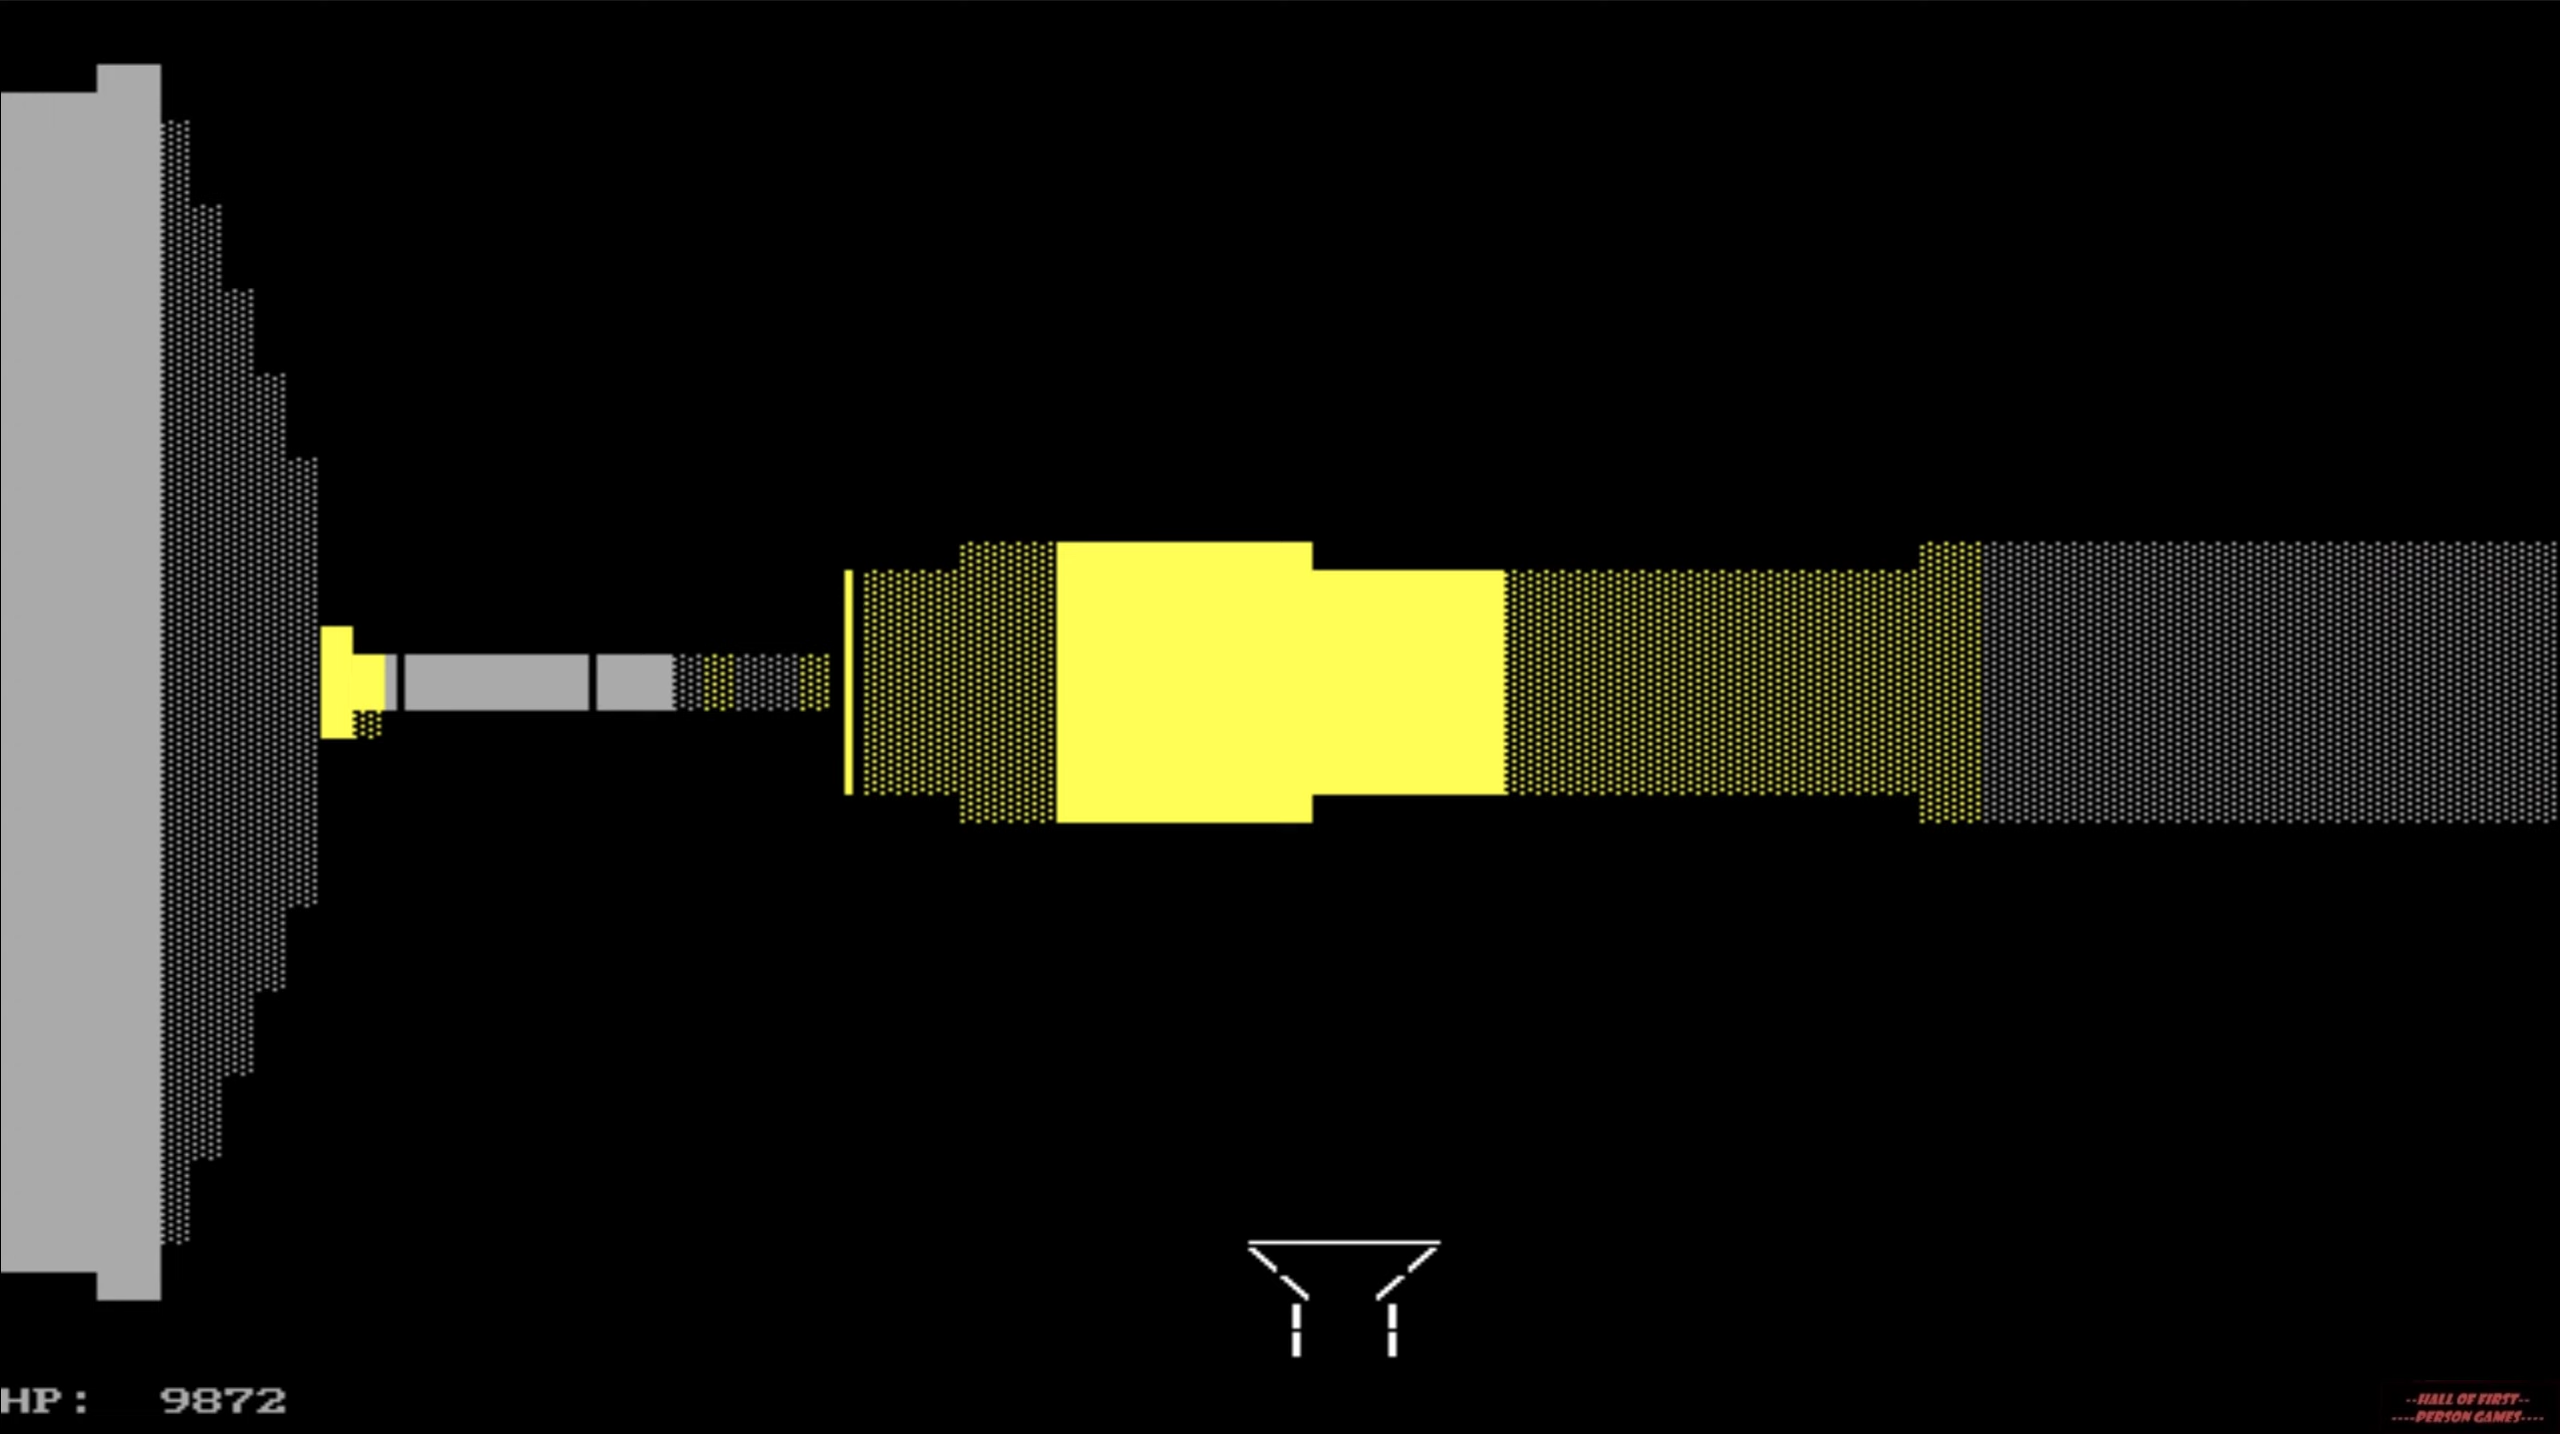 HP: 9872
--HALL OF FIRST--
----PERSON GAMES----